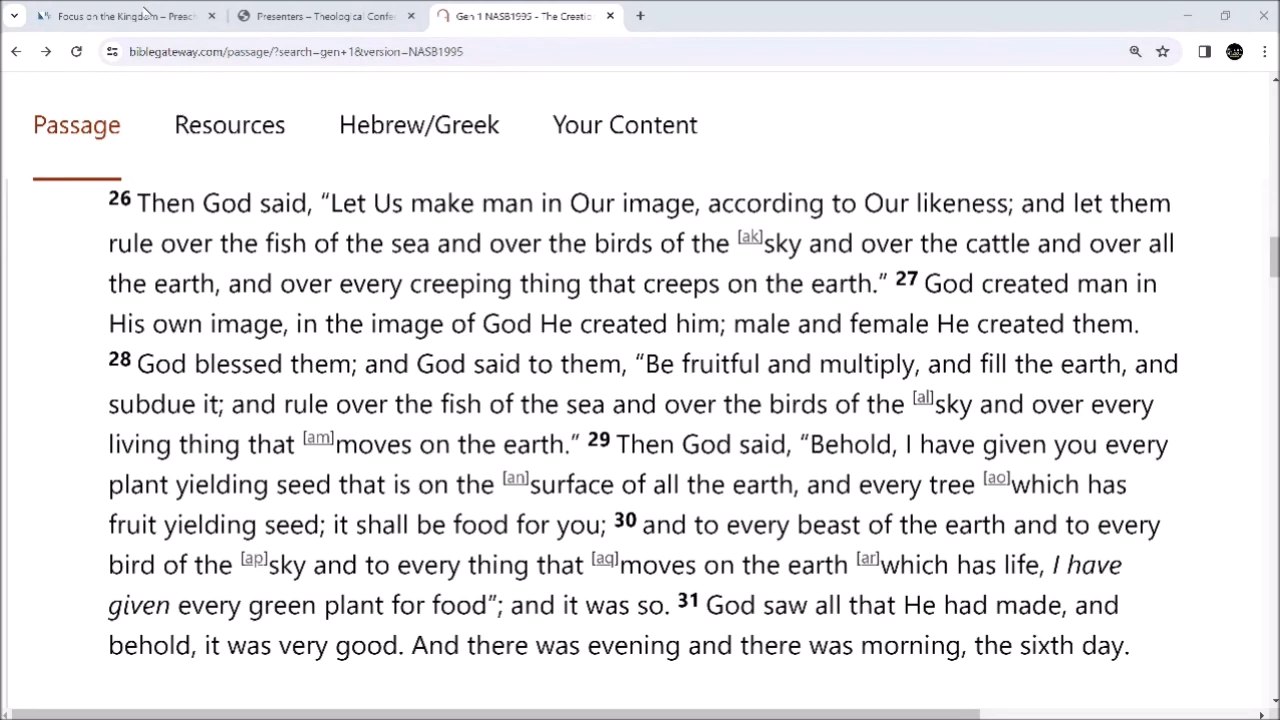 Focus on the Kingdom – Preach
Presenters – Theological Confer
Gen 1 NASB1995 - The Creatio
biblegateway.com/passage/?search=gen+1&version=NASB1995
Passage
Resources
Hebrew/Greek
Your Content
26 Then God said, “Let Us make man in Our image, according to Our likeness; and let them
rule over the fish of the sea and over the birds of the [ak]sky and over the cattle and over all
the earth, and over every creeping thing that creeps on the earth.” 27 God created man in
His own image, in the image of God He created him; male and female He created them.
28 God blessed them; and God said to them, “Be fruitful and multiply, and fill the earth, and
subdue it; and rule over the fish of the sea and over the birds of the [al]sky and over every
living thing that [am]moves on the earth.” 29 Then God said, “Behold, I have given you every
plant yielding seed that is on the [an]surface of all the earth, and every tree [ao]which has
fruit yielding seed; it shall be food for you; 30 and to every beast of the earth and to every
bird of the [ap]sky and to every thing that [aq]moves on the earth [ar]which has life, I have
given every green plant for food”; and it was so. 31 God saw all that He had made, and
behold, it was very good. And there was evening and there was morning, the sixth day.